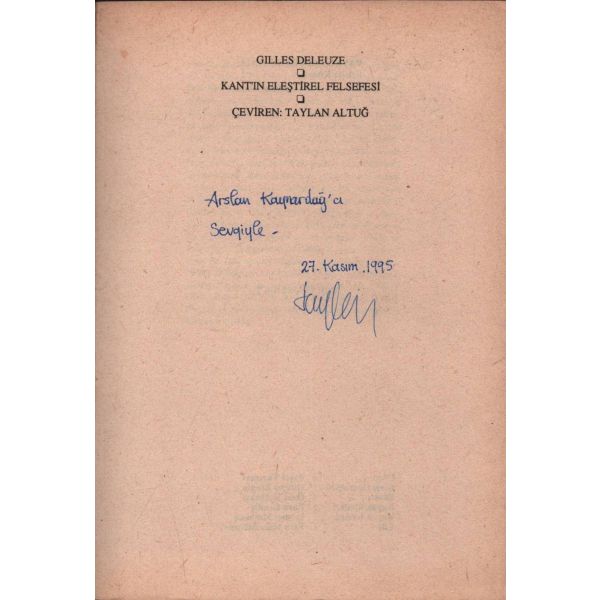 GILLES DELEUZE
KANT'IN ELEŞTİREL FELSEFESİ
ÇEVİREN: TAYLAN ALTUĞ
Arslan Kaynardağ'a
Sevgiyle -
27. Kasım. 1995